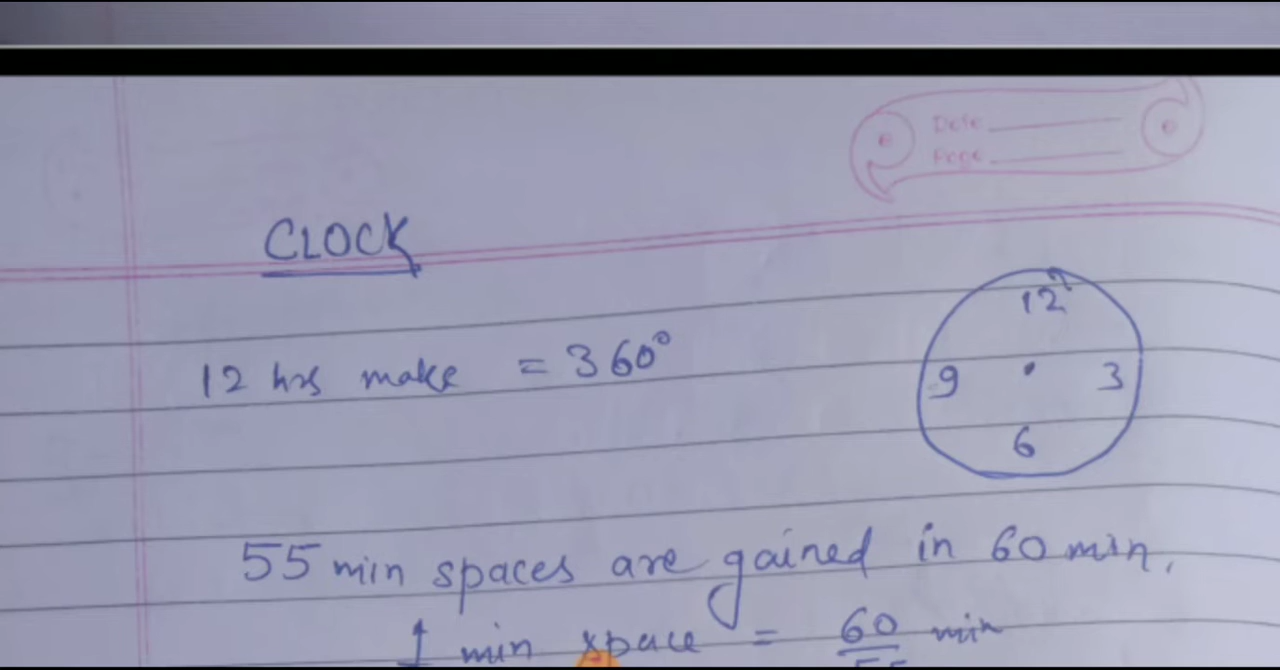 Date
Page
CLOCK
12 hrs make = 360°
12
9 3
6
55 min spaces are gained in 60 min.
1 min space = 60/55 min